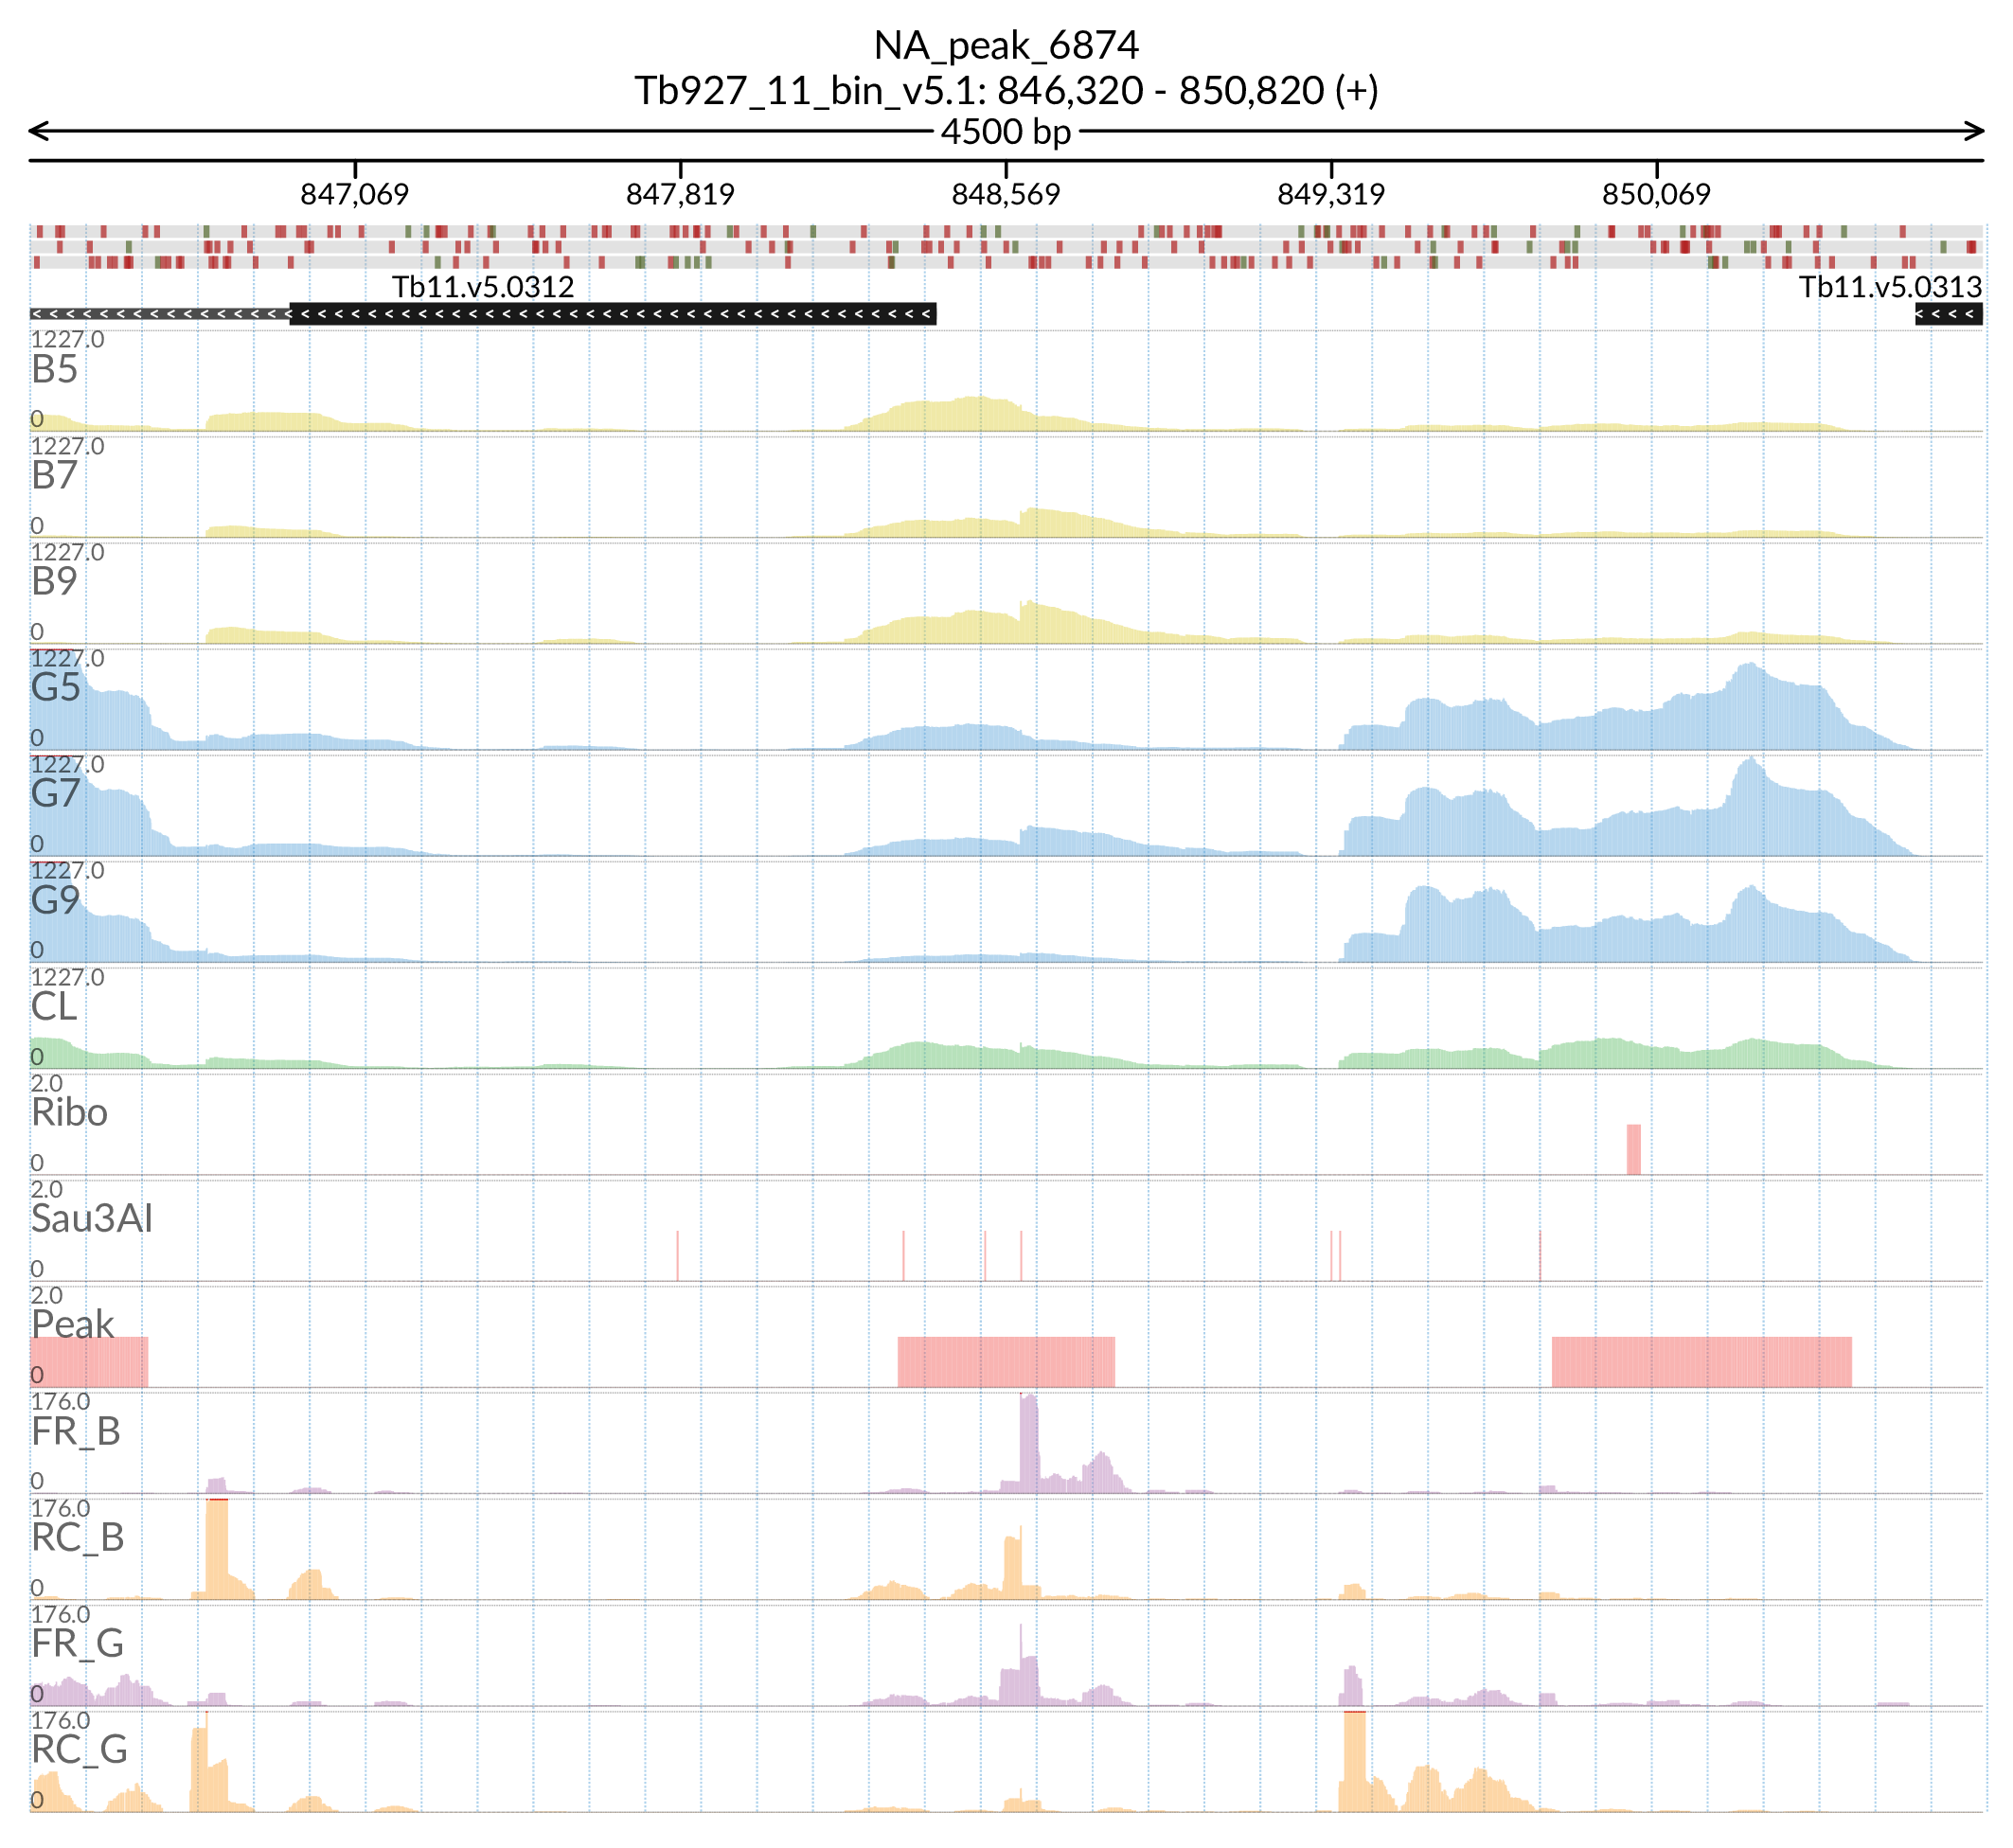 NA_peak_6874
Tb927_11_bin_v5.1: 846,320 - 850,820 (+)
4500 bp
847,069 847,819 848,569 849,319 850,069
Tb11.v5.0312 Tb11.v5.0313
1227.0
B5
0
1227.0
B7
0
1227.0
B9
0
1227.0
G5
0
1227.0
G7
0
1227.0
G9
0
1227.0
CL
0
2.0
Ribo
0
2.0
Sau3AI
0
2.0
Peak
0
176.0
FR_B
0
176.0
RC_B
0
176.0
FR_G
0
176.0
RC_G
0